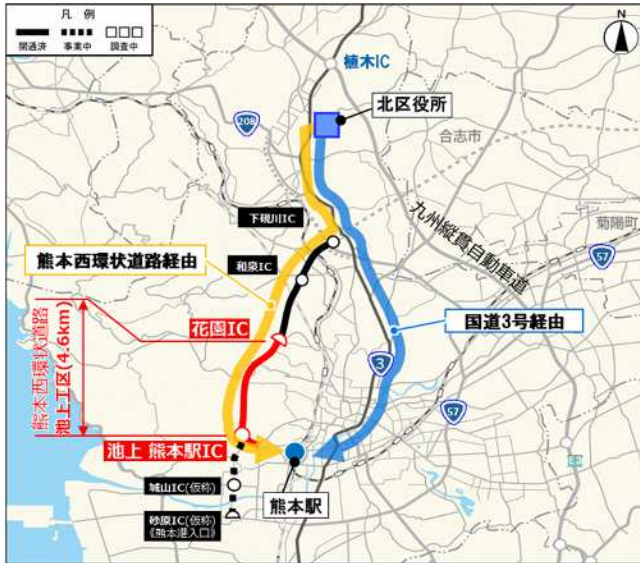 凡 例
開通済
事業中
調査中
N
植木IC
北区役所
208
合志市
下硯川IC
九州縦貫自動車道
菊陽町
57
和泉IC
熊本西環状道路経由
花園IC
国道3号経由
3
熊本西環状道路
池上工区(4.6km)
57
池上 熊本駅IC
城山IC(仮称)
熊本駅
砂原IC(仮称)
《熊本港入口》